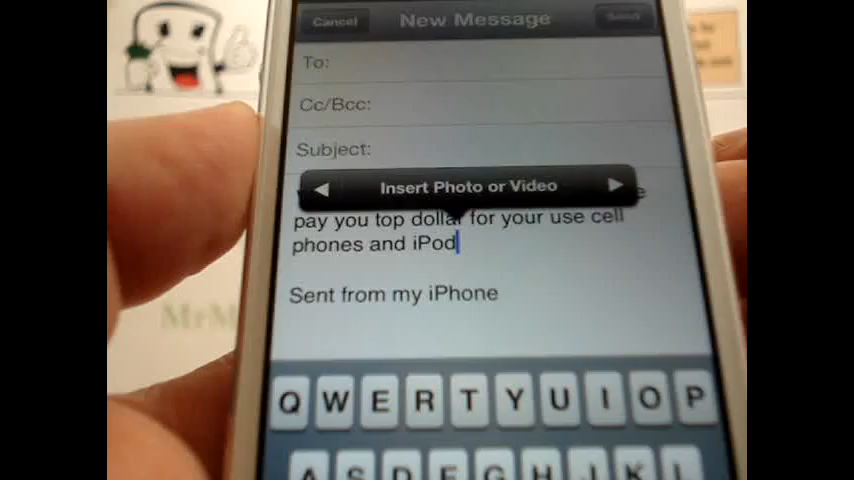 Cancel
New Message
Send
To:
Cc/Bcc:
Subject:
Insert Photo or Video
pay you top dollar for your use cell
phones and iPod
Sent from my iPhone
Q W E R T Y U I O P
A S D F G H J K L